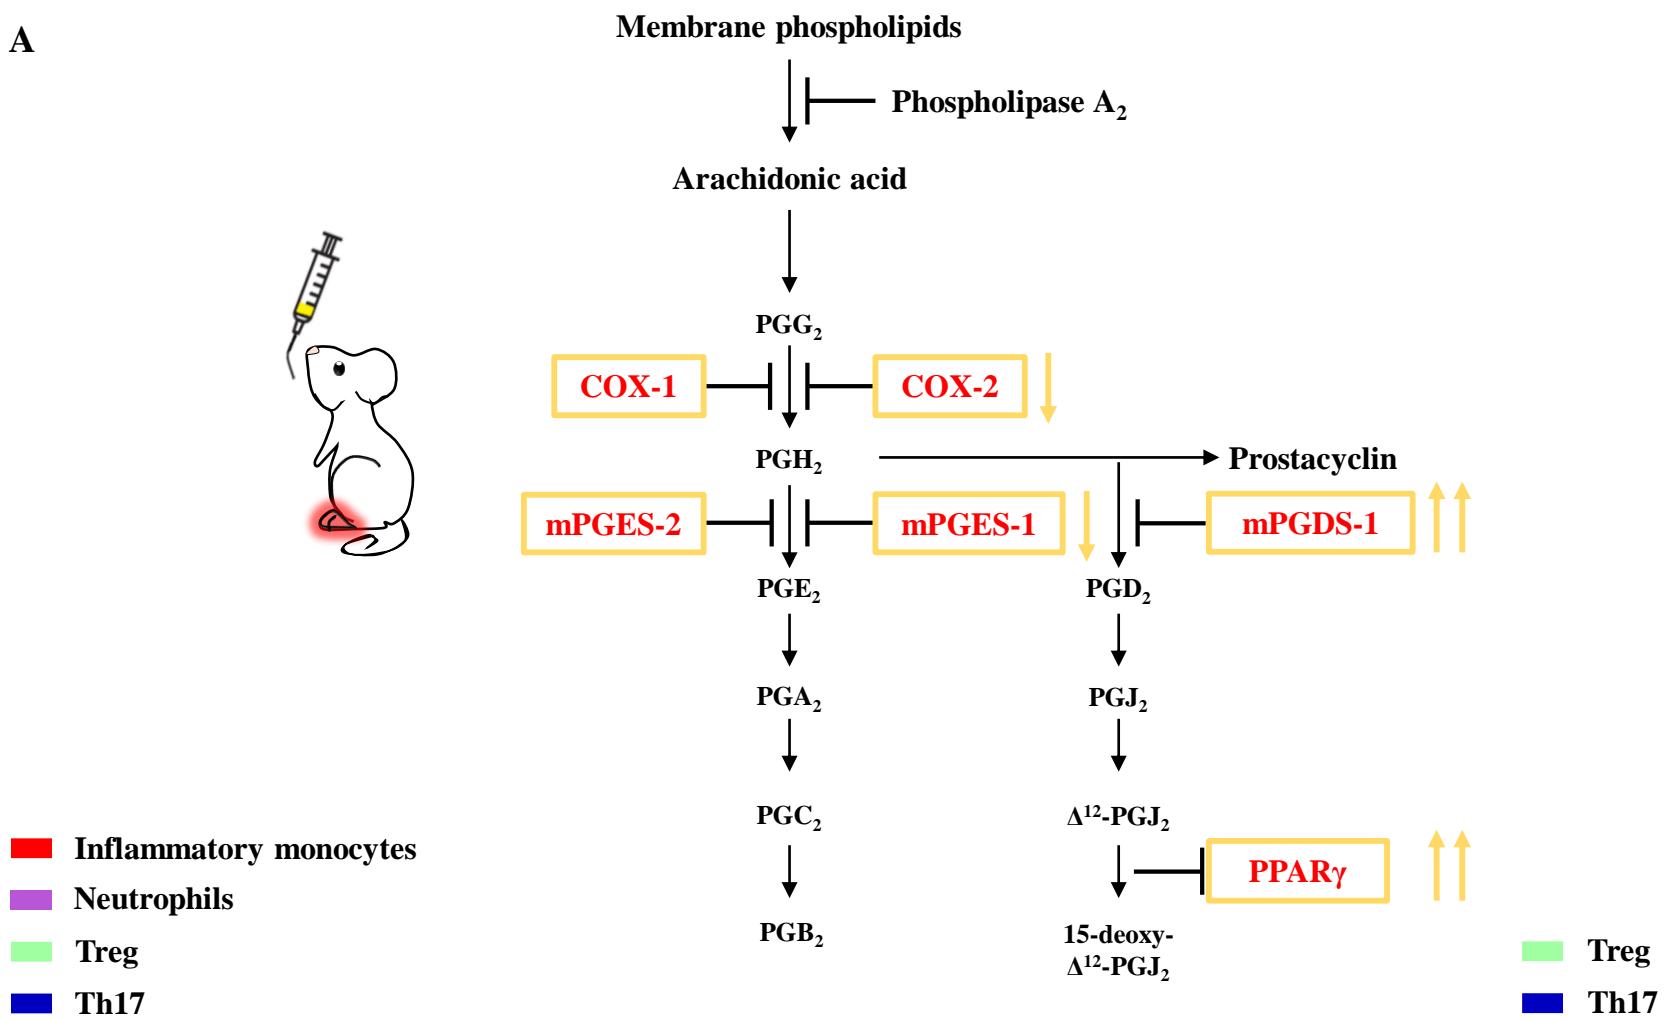 A
Membrane phospholipids
Phospholipase A₂
Arachidonic acid
PGG₂
COX-1
COX-2
PGH₂
Prostacyclin
mPGES-2
mPGES-1
mPGDS-1
PGE₂
PGD₂
PGA₂
PGJ₂
PGC₂
Δ¹²-PGJ₂
PPARγ
PGB₂
15-deoxy-
Δ¹²-PGJ₂
Inflammatory monocytes
Neutrophils
Treg
Th17
Treg
Th17